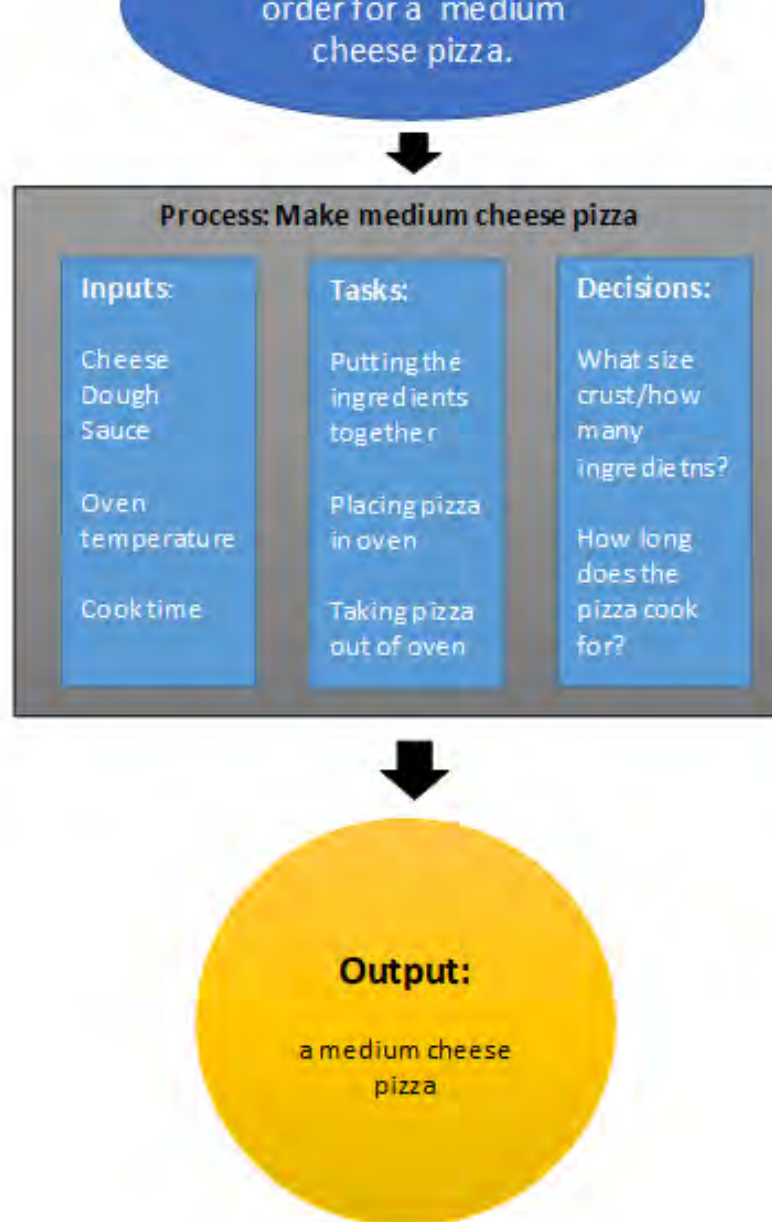 order for a medium
cheese pizza.
Process: Make medium cheese pizza
Inputs:
Cheese
Dough
Sauce
Oven
temperature
Cook time
Tasks:
Putting the
ingredients
together
Placing pizza
in oven
Taking pizza
out of oven
Decisions:
What size
crust/how
many
ingredietns?
How long
does the
pizza cook
for?
Output:
a medium cheese
pizza